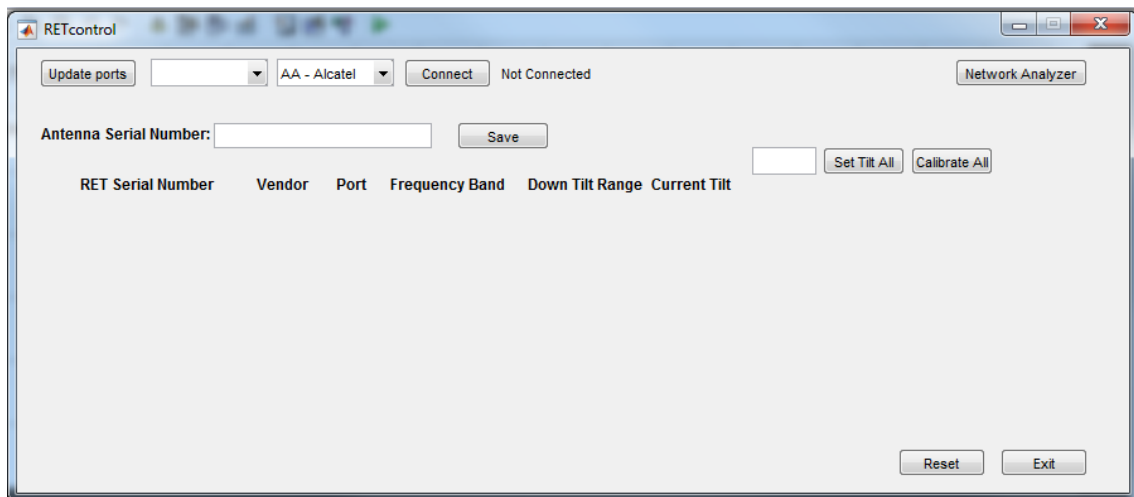 RETcontrol
Update ports AA - Alcatel Connect Not Connected Network Analyzer
Antenna Serial Number: Save
Set Tilt All Calibrate All
RET Serial Number Vendor Port Frequency Band Down Tilt Range Current Tilt
Reset Exit